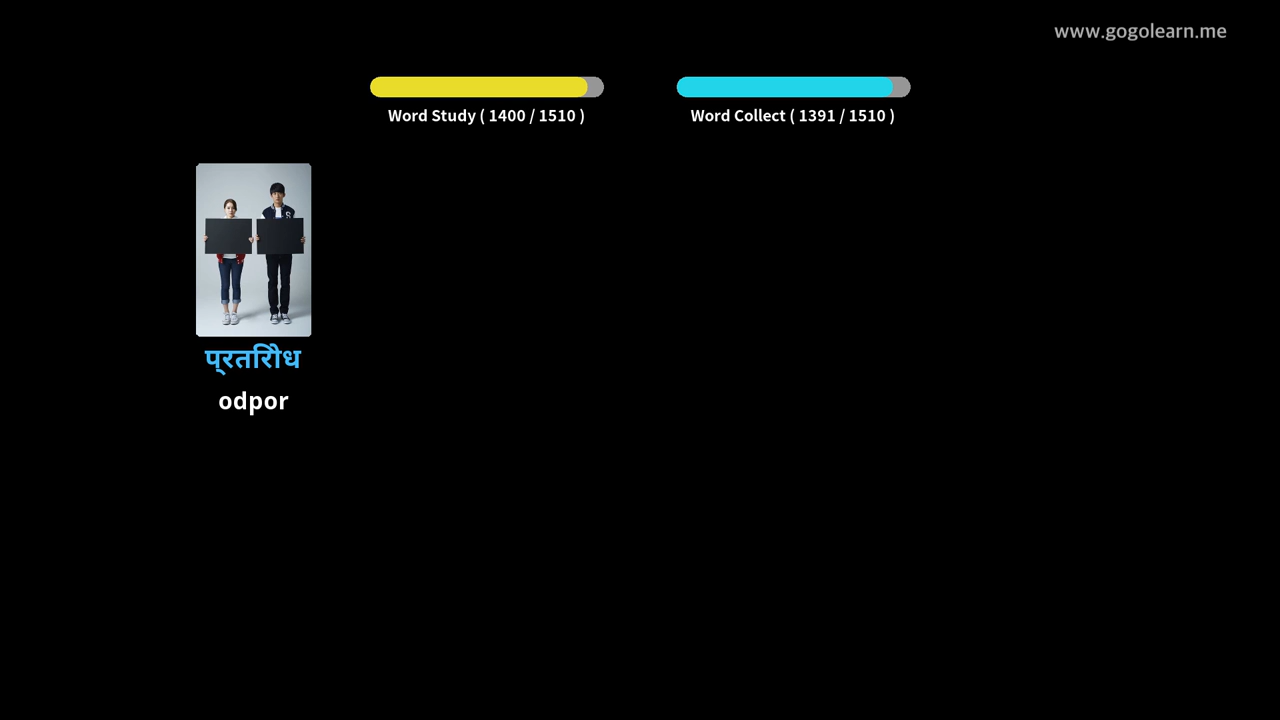 www.gogolearn.me
Word Study ( 1400 / 1510 )
Word Collect ( 1391 / 1510 )
S
प्रतिरोध
odpor